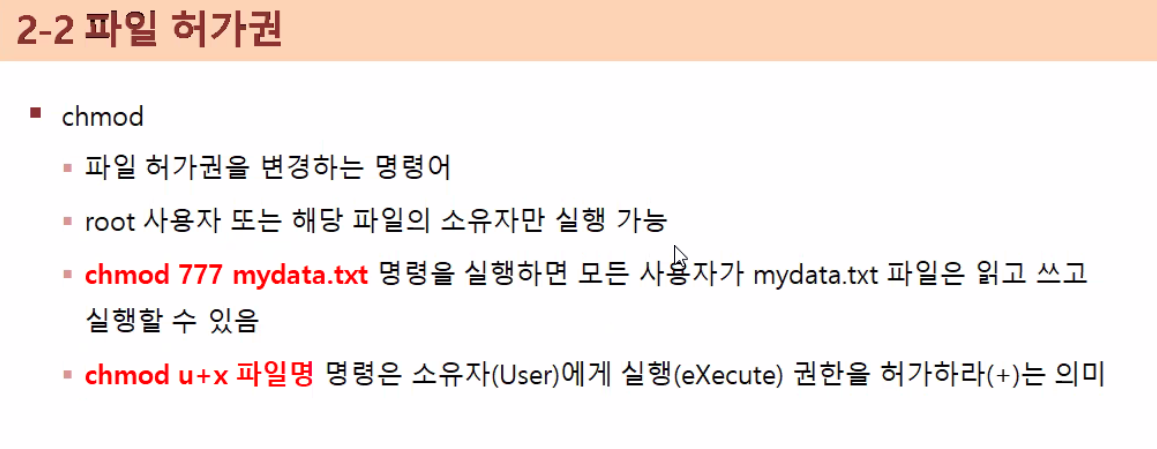 2-2 파일 허가권
chmod
파일 허가권을 변경하는 명령어
root 사용자 또는 해당 파일의 소유자만 실행 가능
chmod 777 mydata.txt 명령을 실행하면 모든 사용자가 mydata.txt 파일은 읽고 쓰고
실행할 수 있음
chmod u+x 파일명 명령은 소유자(User)에게 실행(eXecute) 권한을 허가하라(+)는 의미